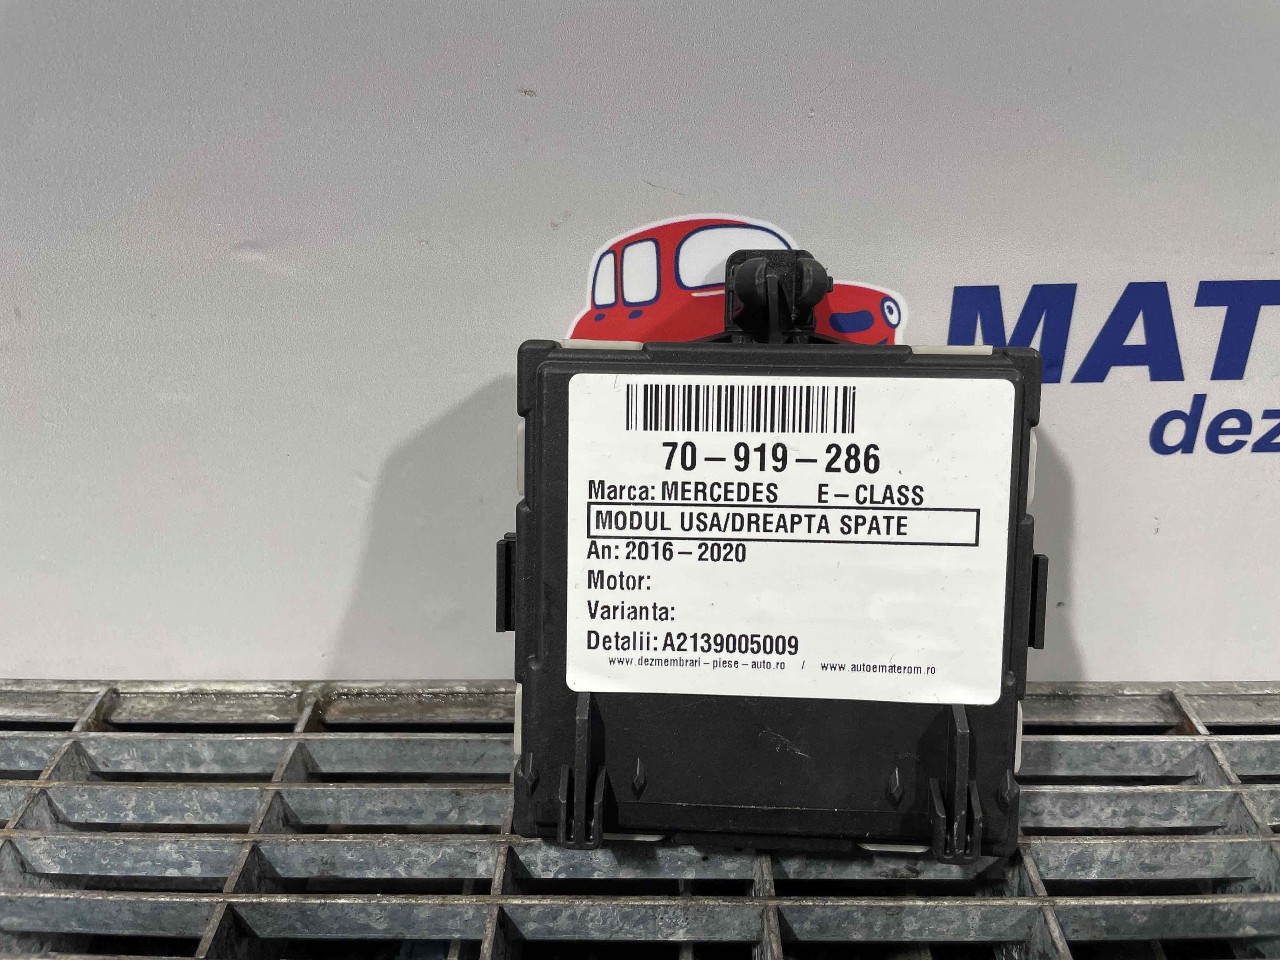 MAT
dez
70-919-286
Marca: MERCEDES E-CLASS
MODUL USA/DREAPTA SPATE
An: 2016-2020
Motor:
Varianta:
Detalii: A2139005009
www.dezmembrari-piese-auto.ro / www.autoematerom.ro